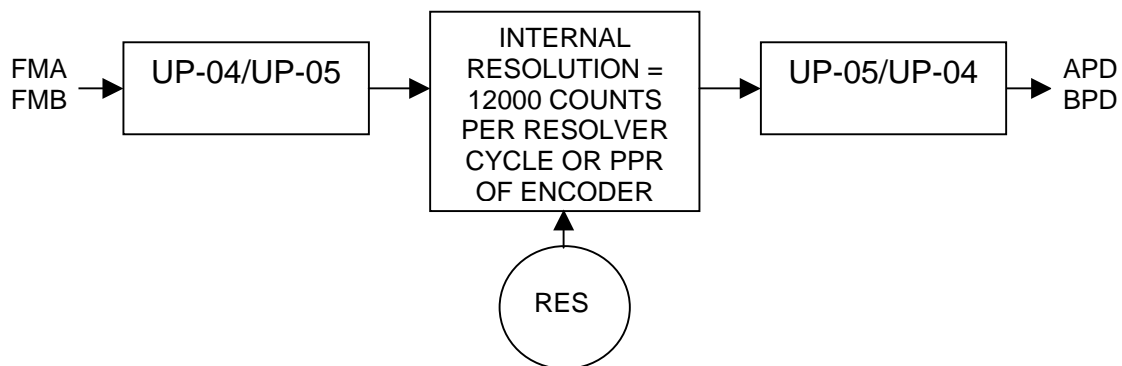 FMA
FMB
UP-04/UP-05
INTERNAL
RESOLUTION =
12000 COUNTS
PER RESOLVER
CYCLE OR PPR
OF ENCODER
UP-05/UP-04
APD
BPD
RES